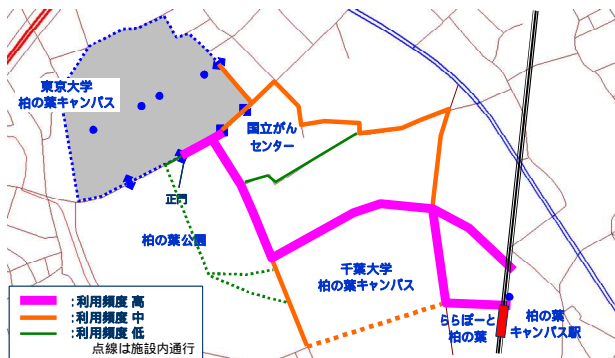 東京大学
柏の葉キャンパス
国立がん
センター
正門
柏の葉公園
千葉大学
柏の葉キャンパス
ららぽーと
柏の葉
柏の葉
キャンパス駅
:利用頻度 高
:利用頻度 中
:利用頻度 低
点線は施設内通行